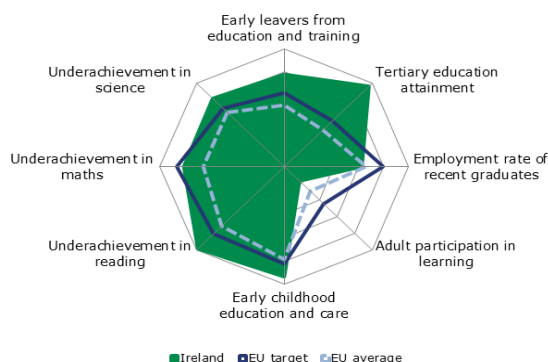 Early leavers from
education and training
Underachievement in
science
Tertiary education
attainment
Underachievement in
maths
Employment rate of
recent graduates
Underachievement in
reading
Adult participation in
learning
Early childhood
education and care
Ireland EU target EU average